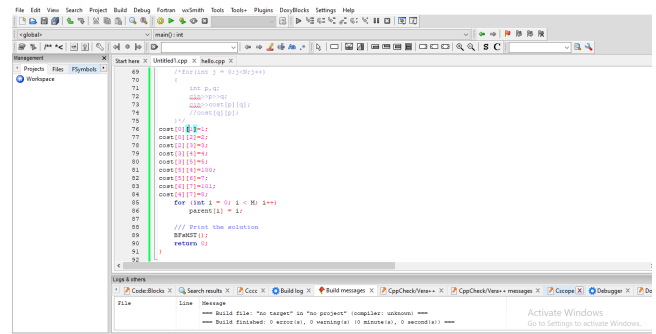 File Edit View Search Project Build Debug Fortran wxSmith Tools Tools+ Plugins DoxyBlocks Settings Help
<global> main() : int
Management
Projects Files FSymbols
Workspace
Start here Untitled1.cpp hello.cpp
69 /*for(int j = 0;j<N;j++)
70 {
71 int p,q;
72 cin>>p>>q;
73 cin>>cost[p][q];
74 //cost[q][p];
75 }*/
76 cost[0][1]=1;
77 cost[0][2]=2;
78 cost[2][3]=3;
79 cost[3][4]=4;
80 cost[3][5]=5;
81 cost[5][4]=100;
82 cost[5][6]=7;
83 cost[6][7]=101;
84 cost[4][7]=8;
85 for (int i = 0; i < M; i++)
86 parent[i] = i;
87
88 /// Print the solution
89 BFsMST();
90 return 0;
91 }
92
Logs & others
Code::Blocks Search results Cccc Build log Build messages CppCheck/Vera++ CppCheck/Vera++ messages Cscope Debugger Do
File Line Message
=== Build file: "no target" in "no project" (compiler: unknown) ===
=== Build finished: 0 error(s), 0 warning(s) (0 minute(s), 0 second(s)) ===
Activate Windows
Go to Settings to activate Windows.